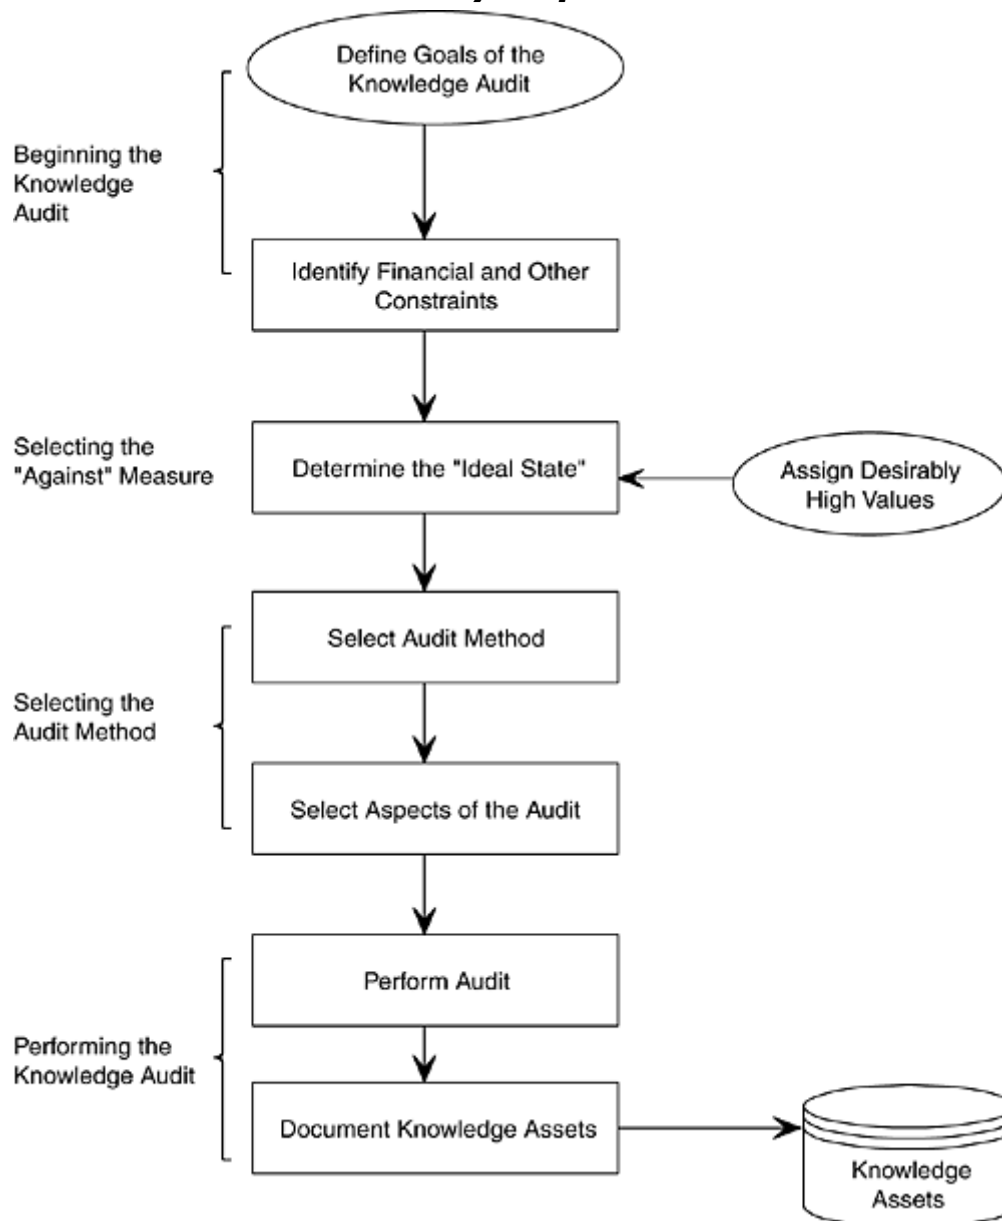 Define Goals of the
Knowledge Audit
Beginning the
Knowledge
Audit
Identify Financial and Other
Constraints
Selecting the
"Against" Measure
Determine the "Ideal State"
Assign Desirably
High Values
Select Audit Method
Selecting the
Audit Method
Select Aspects of the Audit
Perform Audit
Performing the
Knowledge Audit
Document Knowledge Assets
Knowledge
Assets